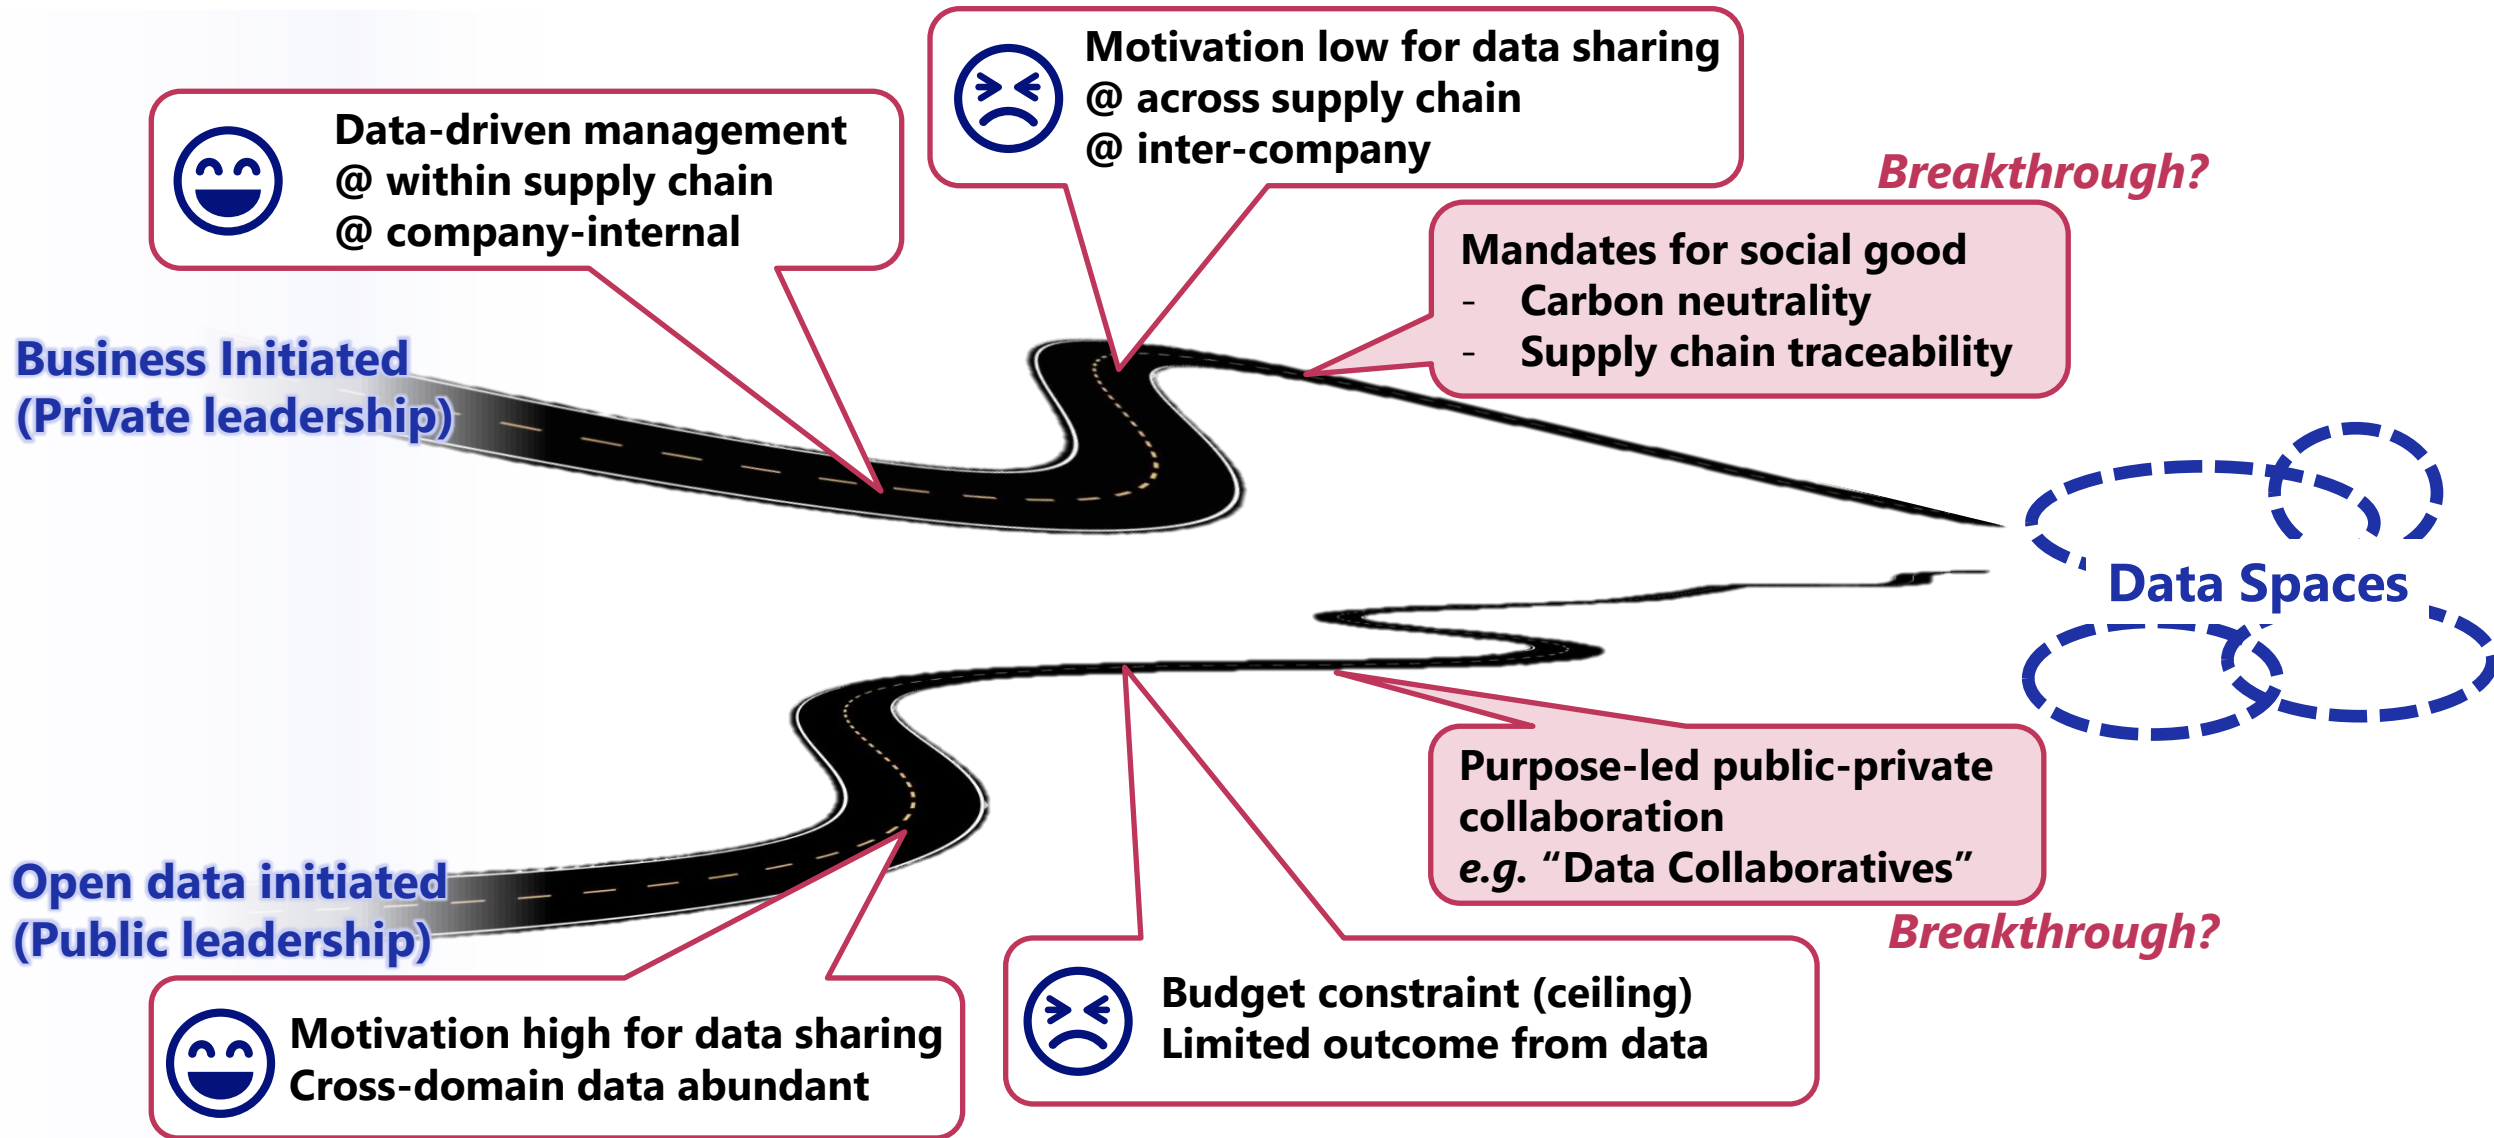 Motivation low for data sharing
@ across supply chain
@ inter-company
Data-driven management
@ within supply chain
@ company-internal
Breakthrough?
Mandates for social good
- Carbon neutrality
- Supply chain traceability
Business Initiated
(Private leadership)
Data Spaces
Purpose-led public-private
collaboration
e.g. “Data Collaboratives”
Breakthrough?
Open data initiated
(Public leadership)
Budget constraint (ceiling)
Limited outcome from data
Motivation high for data sharing
Cross-domain data abundant